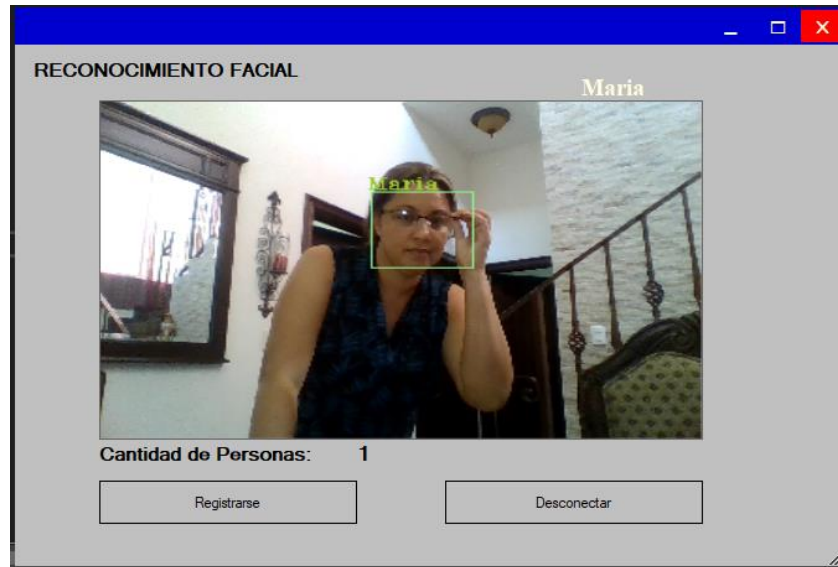 RECONOCIMIENTO FACIAL
Maria
Maria
Cantidad de Personas: 1
Registrarse Desconectar